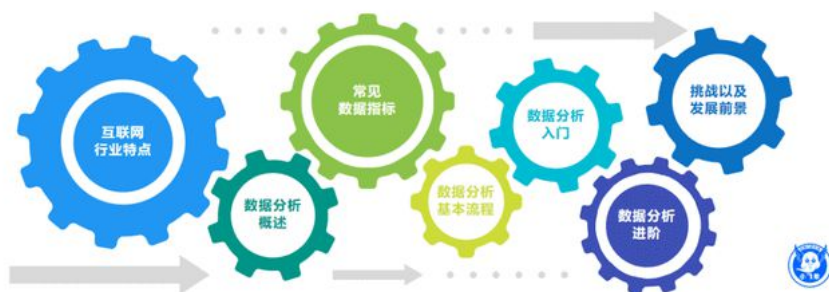 互联网
行业特点
数据分析
概述
常见
数据指标
数据分析
基本流程
数据分析
入门
数据分析
进阶
挑战以及
发展前景